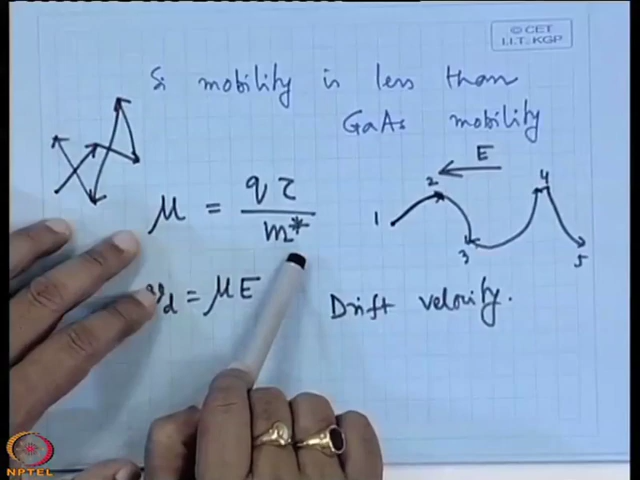 © CET
I.I.T. KGP
Si mobility is less than
GaAs mobility
E
1 2 3 4 5
μ = qτ / m*
v_d = μE
Drift velocity.
NPTEL